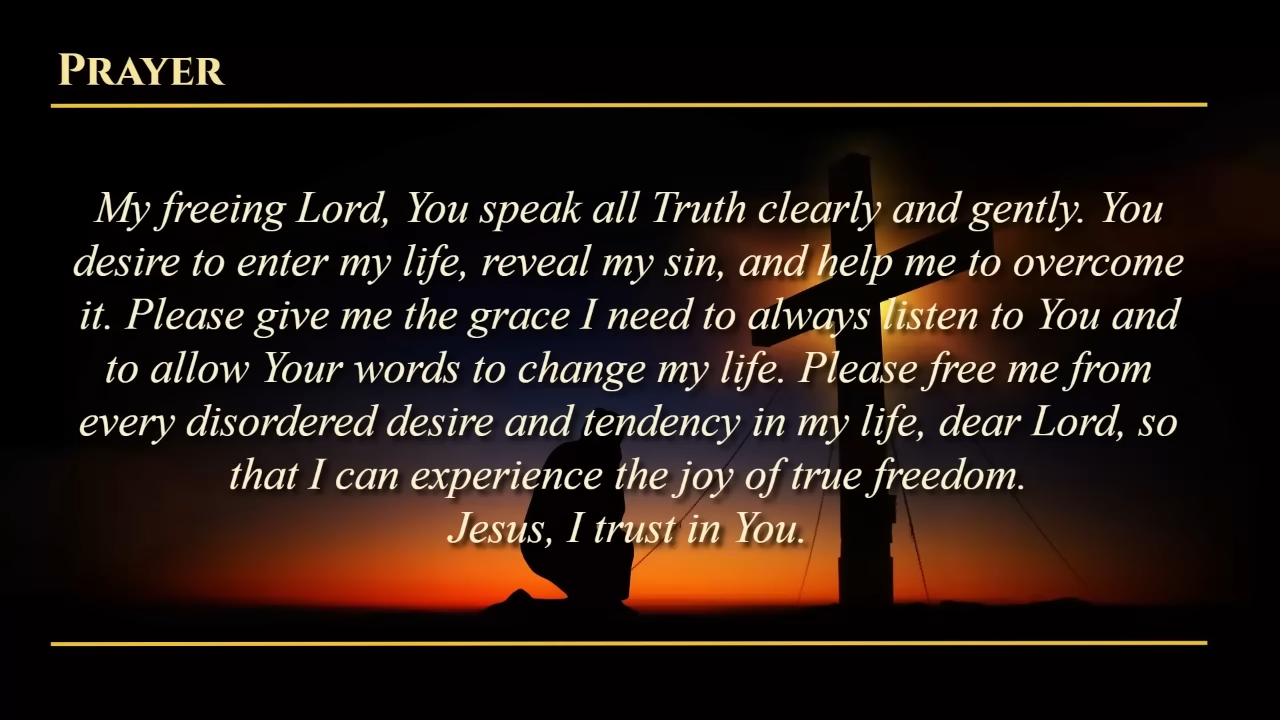 PRAYER
My freeing Lord, You speak all Truth clearly and gently. You
desire to enter my life, reveal my sin, and help me to overcome
it. Please give me the grace I need to always listen to You and
to allow Your words to change my life. Please free me from
every disordered desire and tendency in my life, dear Lord, so
that I can experience the joy of true freedom.
Jesus, I trust in You.